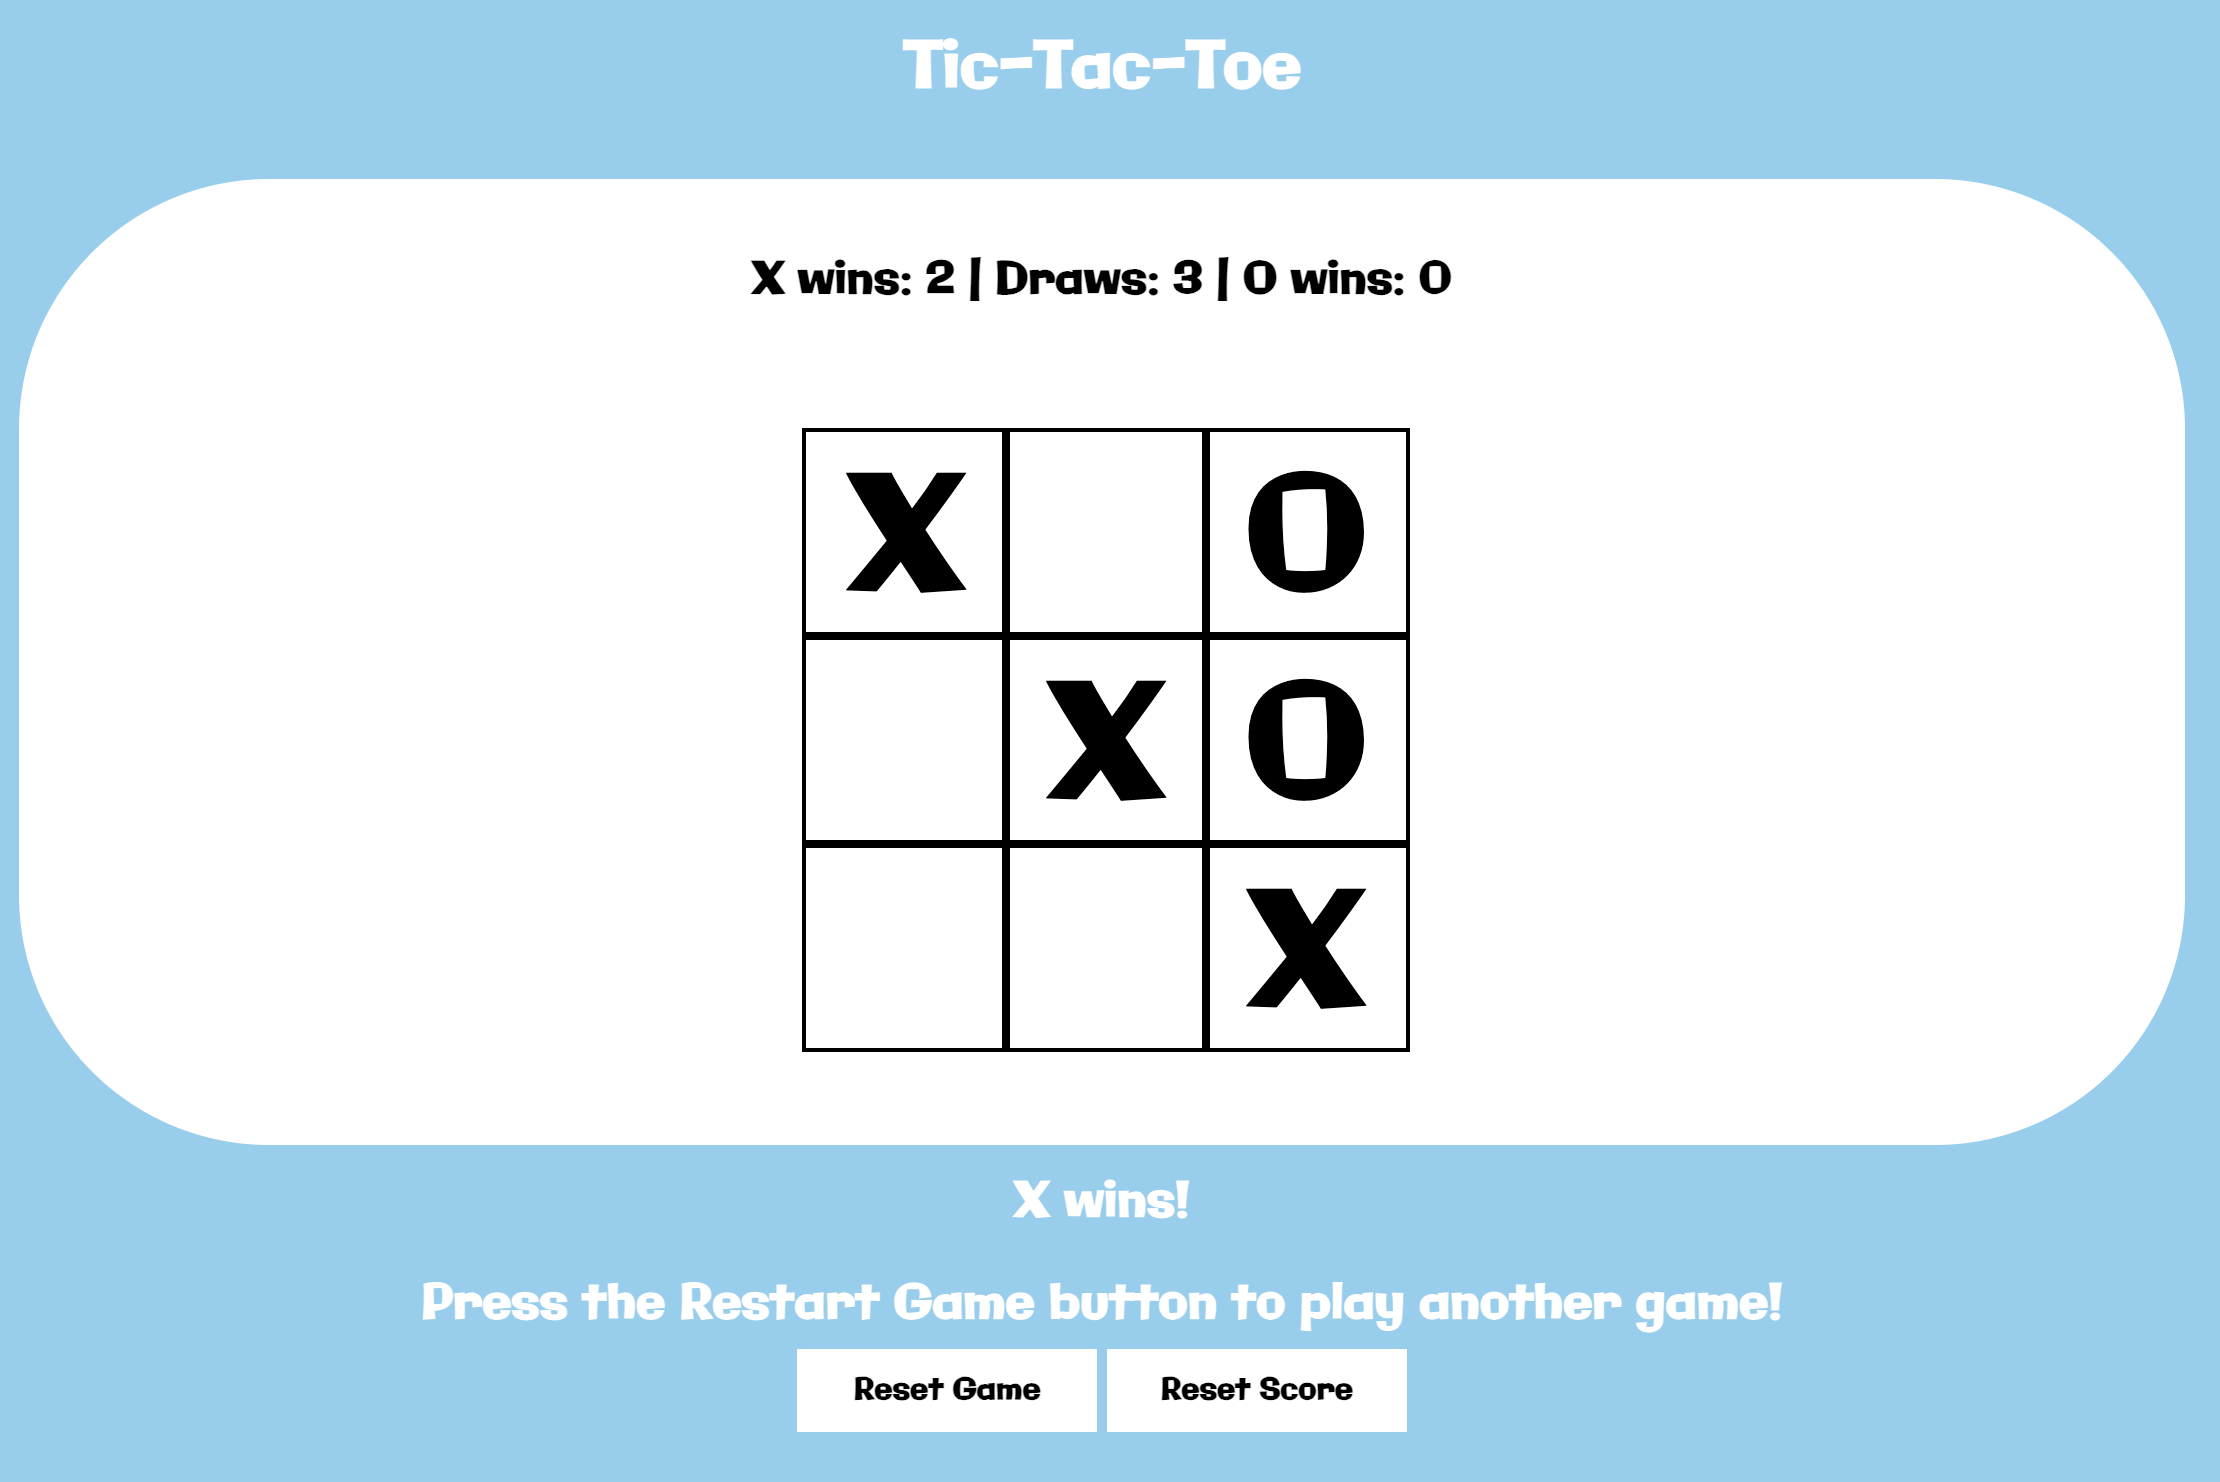 Tic-Tac-Toe
X wins: 2 | Draws: 3 | O wins: 0
X O
X O
X
X wins!
Press the Restart Game button to play another game!
Reset Game Reset Score